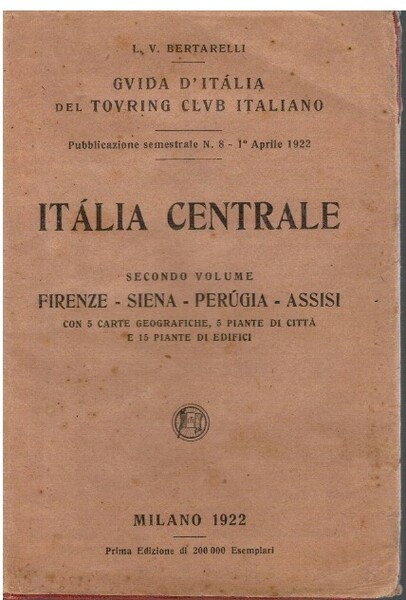 L. V. BERTARELLI
GVIDA D'ITÁLIA
DEL TOVRING CLVB ITALIANO
Pubblicazione semestrale N. 8 - 1° Aprile 1922
ITÁLIA CENTRALE
SECONDO VOLUME
FIRENZE - SIENA - PERÚGIA - ASSISI
CON 5 CARTE GEOGRAFICHE, 5 PIANTE DI CITTÀ
E 15 PIANTE DI EDIFICI
MILANO 1922
Prima Edizione di 200 000 Esemplari